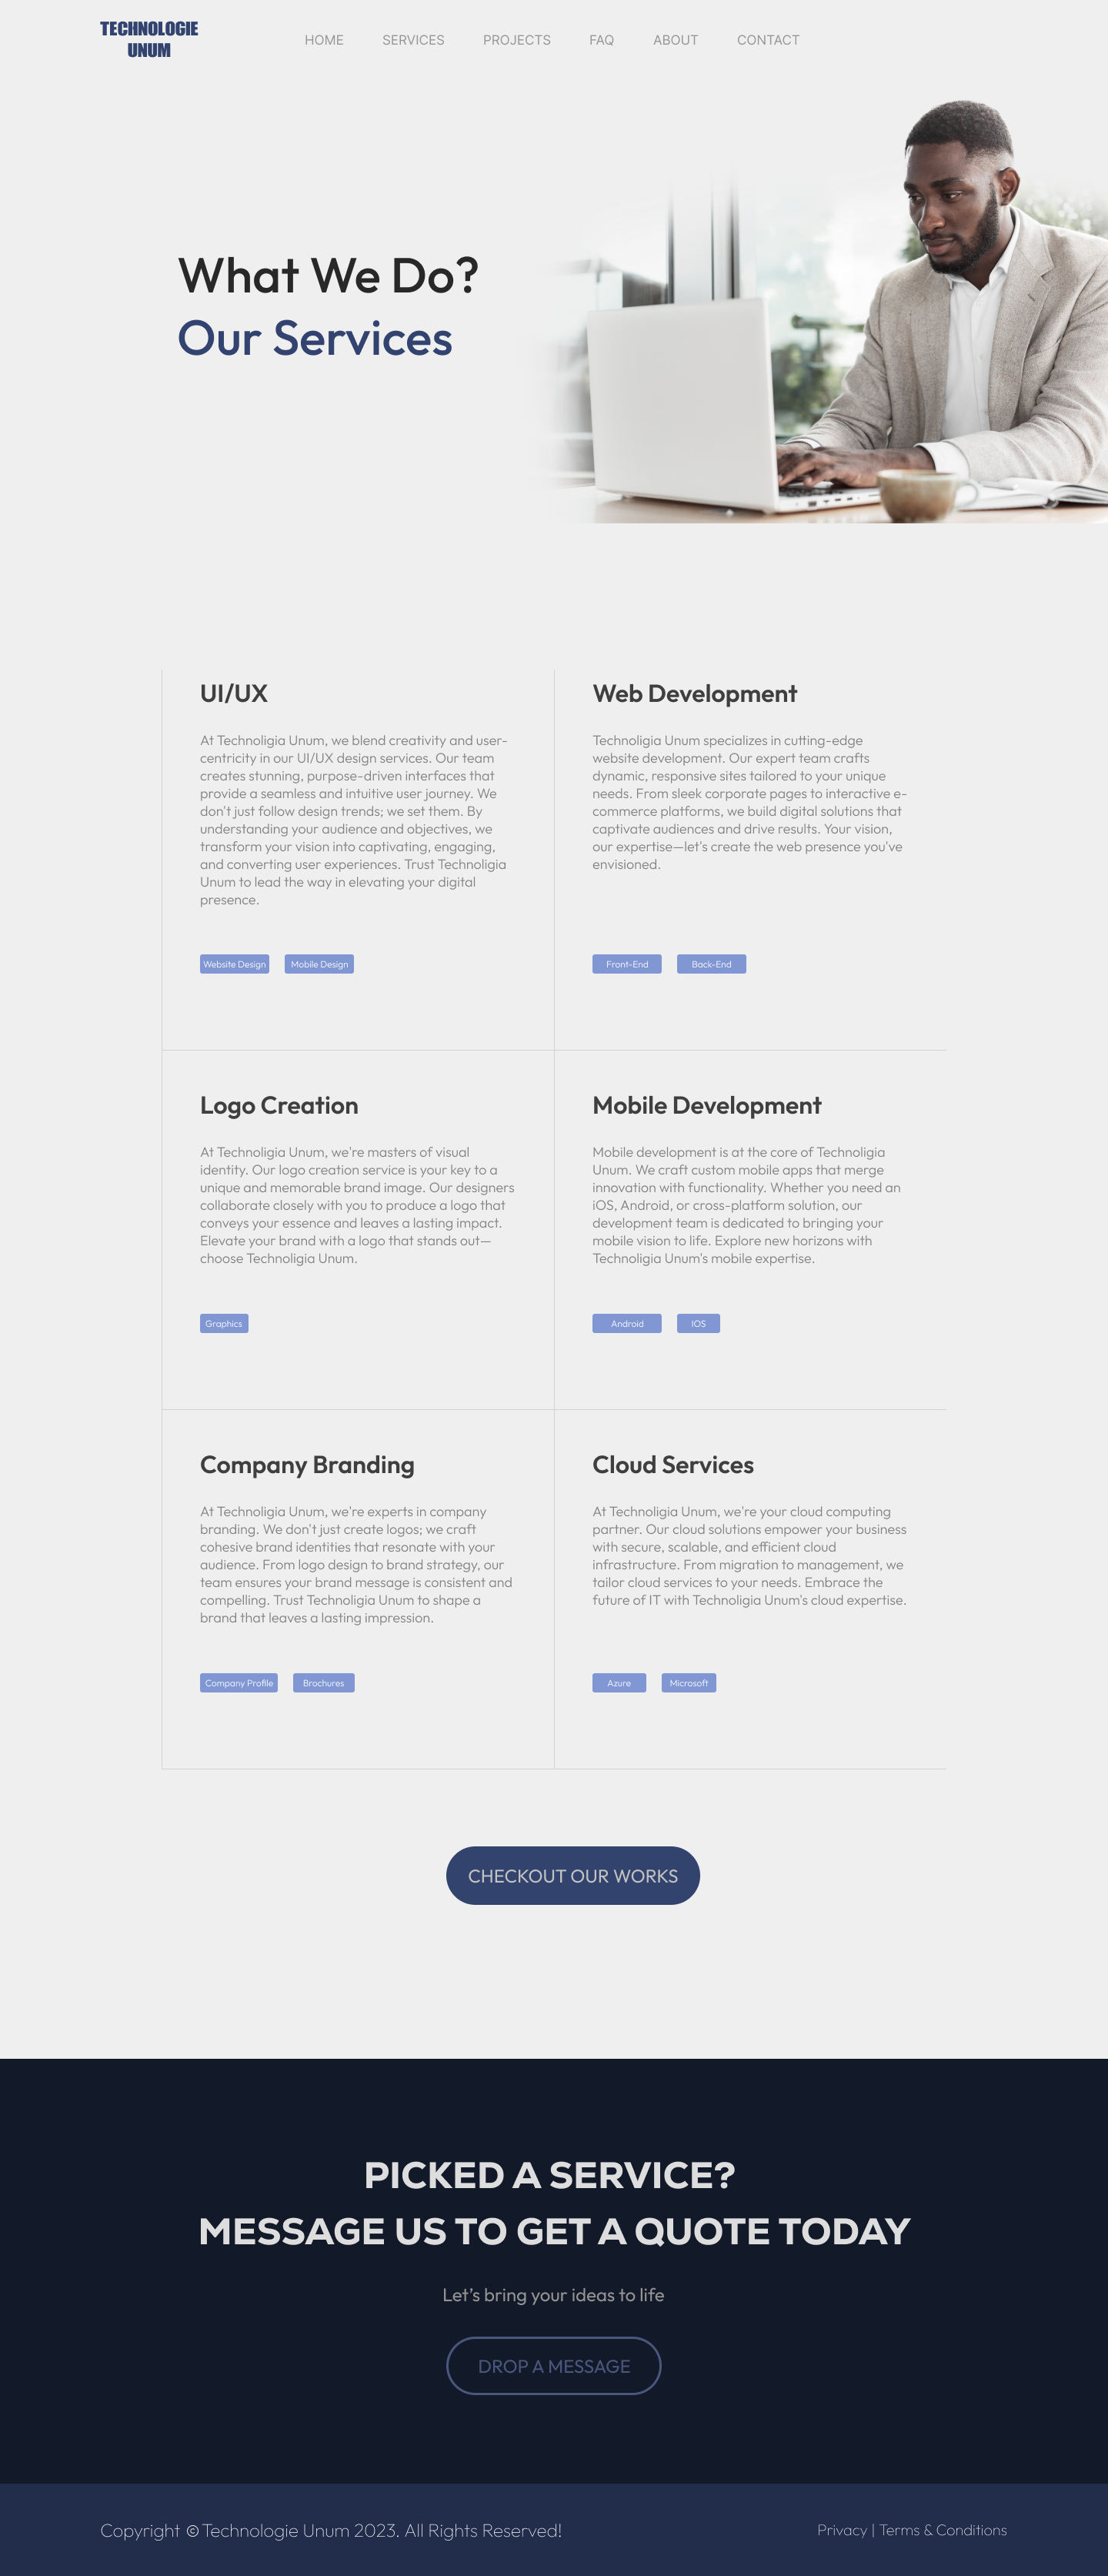 TECHNOLOGIE
UNUM
HOME SERVICES PROJECTS FAQ ABOUT CONTACT
What We Do?
Our Services
UI/UX
At Technoligia Unum, we blend creativity and user-
centricity in our UI/UX design services. Our team
creates stunning, purpose-driven interfaces that
provide a seamless and intuitive user journey. We
don't just follow design trends; we set them. By
understanding your audience and objectives, we
transform your vision into captivating, engaging,
and converting user experiences. Trust Technoligia
Unum to lead the way in elevating your digital
presence.
Website Design Mobile Design
Web Development
Technoligia Unum specializes in cutting-edge
website development. Our expert team crafts
dynamic, responsive sites tailored to your unique
needs. From sleek corporate pages to interactive e-
commerce platforms, we build digital solutions that
captivate audiences and drive results. Your vision,
our expertise—let's create the web presence you've
envisioned.
Front-End Back-End
Logo Creation
At Technoligia Unum, we're masters of visual
identity. Our logo creation service is your key to a
unique and memorable brand image. Our designers
collaborate closely with you to produce a logo that
conveys your essence and leaves a lasting impact.
Elevate your brand with a logo that stands out—
choose Technoligia Unum.
Graphics
Mobile Development
Mobile development is at the core of Technoligia
Unum. We craft custom mobile apps that merge
innovation with functionality. Whether you need an
iOS, Android, or cross-platform solution, our
development team is dedicated to bringing your
mobile vision to life. Explore new horizons with
Technoligia Unum's mobile expertise.
Android IOS
Company Branding
At Technoligia Unum, we're experts in company
branding. We don't just create logos; we craft
cohesive brand identities that resonate with your
audience. From logo design to brand strategy, our
team ensures your brand message is consistent and
compelling. Trust Technoligia Unum to shape a
brand that leaves a lasting impression.
Company Profile Brochures
Cloud Services
At Technoligia Unum, we're your cloud computing
partner. Our cloud solutions empower your business
with secure, scalable, and efficient cloud
infrastructure. From migration to management, we
tailor cloud services to your needs. Embrace the
future of IT with Technoligia Unum's cloud expertise.
Azure Microsoft
CHECKOUT OUR WORKS
PICKED A SERVICE?
MESSAGE US TO GET A QUOTE TODAY
Let's bring your ideas to life
DROP A MESSAGE
Copyright © Technologie Unum 2023. All Rights Reserved!
Privacy | Terms & Conditions